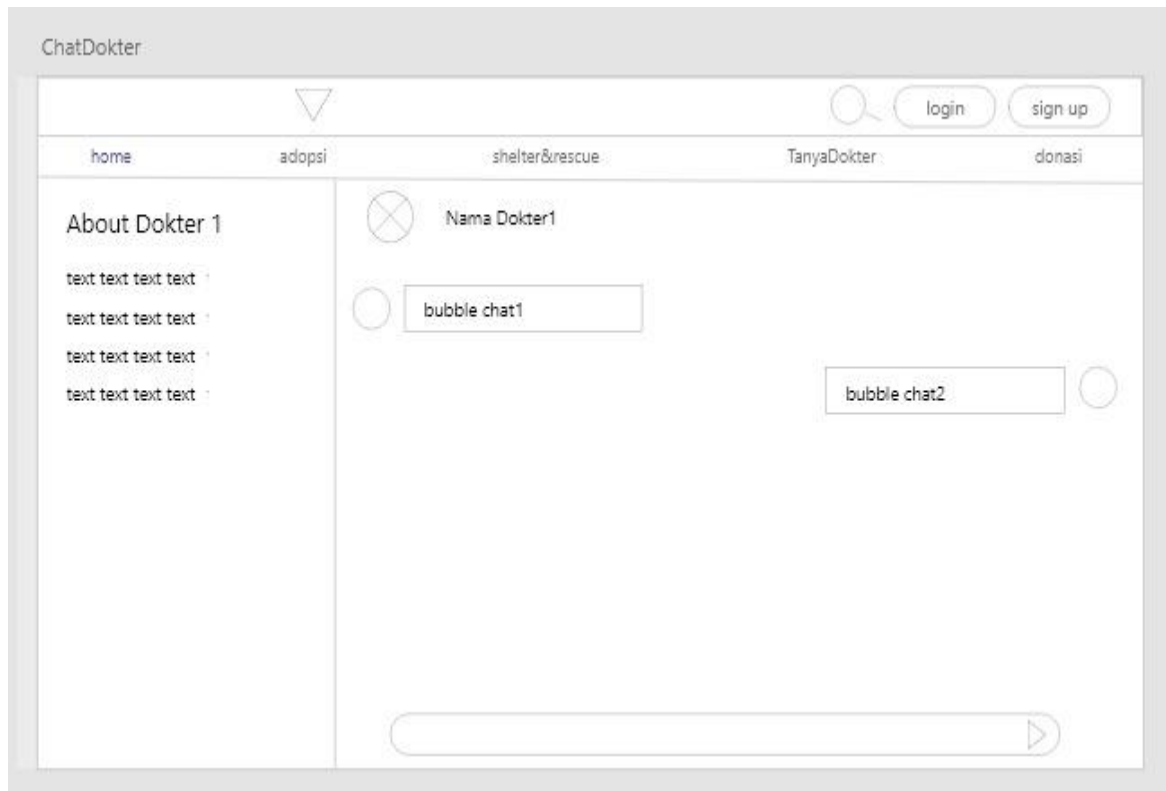 ChatDokter
login sign up
home adopsi shelter&rescue TanyaDokter donasi
About Dokter 1
text text text text
text text text text
text text text text
text text text text
Nama Dokter1
bubble chat1
bubble chat2